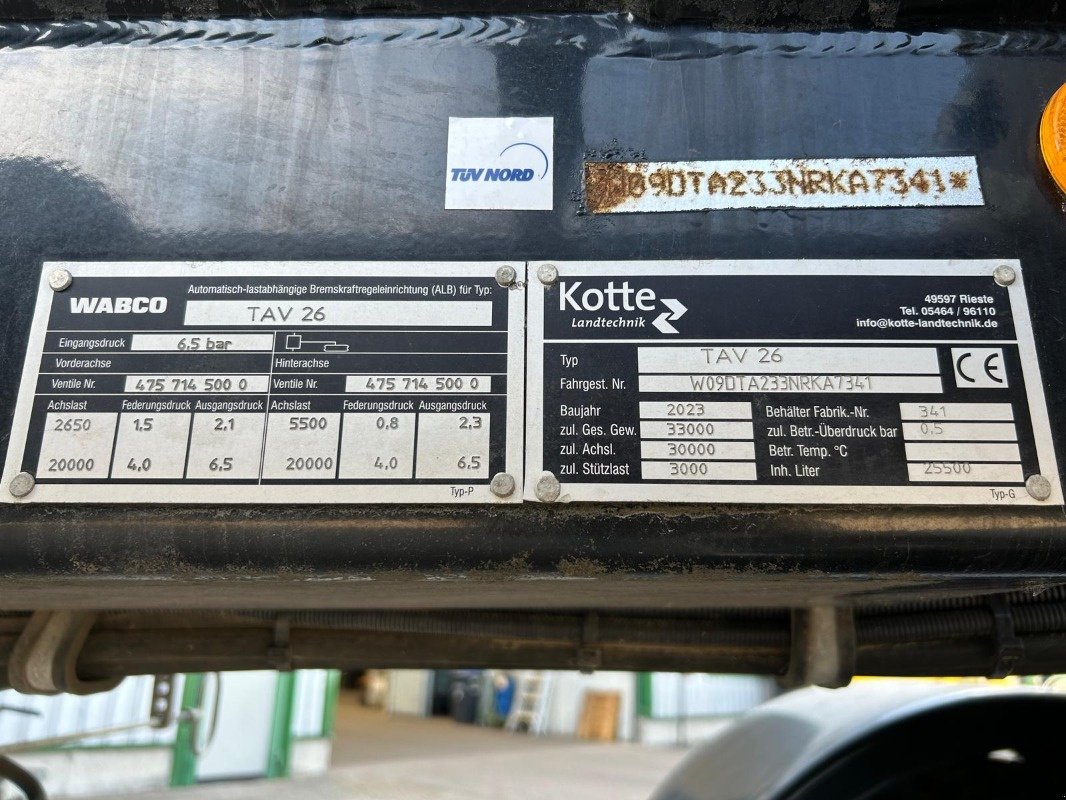 TÜV NORD
W09DTA233NRKA7341*
WABCO
Automatisch-lastabhängige Bremskraftregeleinrichtung (ALB) für Typ:
TAV 26
Eingangsdruck 6,5 bar
Vorderachse Hinterachse
Ventile Nr. 475 714 500 0 Ventile Nr. 475 714 500 0
Achslast Federungsdruck Ausgangsdruck Achslast Federungsdruck Ausgangsdruck
2650 1,5 2,1 5500 0,8 2,3
20000 4,0 6,5 20000 4,0 6,5
Typ-P
Kotte
Landtechnik
49597 Rieste
Tel. 05464 / 96110
info@kotte-landtechnik.de
Typ TAV 26
Fahrgest. Nr. W09DTA233NRKA7341
CE
Baujahr 2023 Behälter Fabrik.-Nr. 341
zul. Ges. Gew. 33000 zul. Betr.-Überdruck bar 0,5
zul. Achsl. 30000 Betr. Temp. °C
zul. Stützlast 3000 Inh. Liter 25500
Typ-G